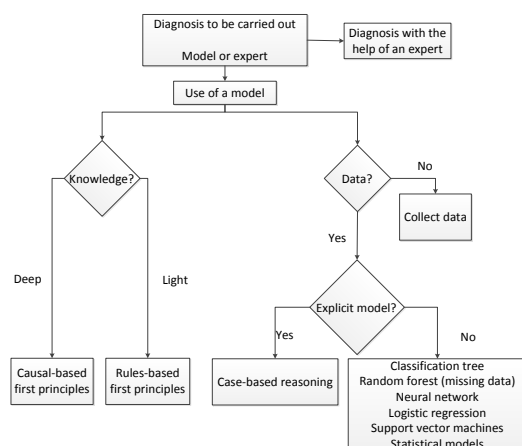 Diagnosis to be carried out
Model or expert
Diagnosis with the
help of an expert
Use of a model
Knowledge?
Data?
No
Collect data
Yes
Deep
Light
Explicit model?
Yes
No
Causal-based
first principles
Rules-based
first principles
Case-based reasoning
Classification tree
Random forest (missing data)
Neural network
Logistic regression
Support vector machines
Statistical models